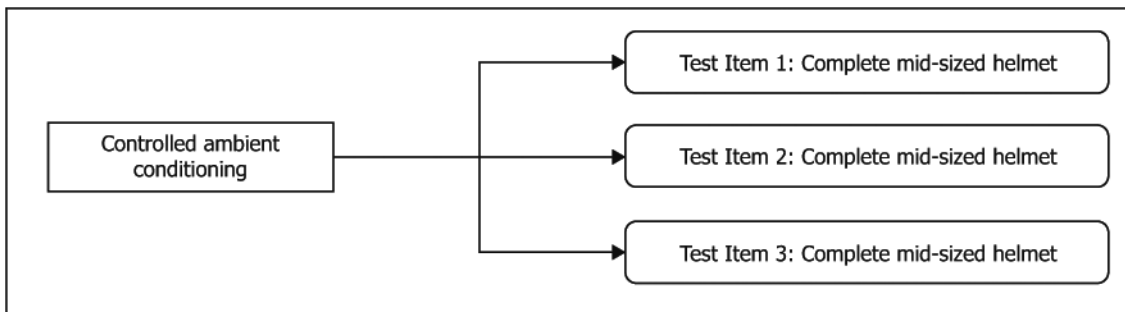 Test Item 1: Complete mid-sized helmet
Controlled ambient
conditioning
Test Item 2: Complete mid-sized helmet
Test Item 3: Complete mid-sized helmet